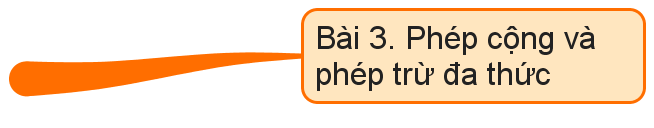 Bài 3. Phép cộng và
phép trừ đa thức